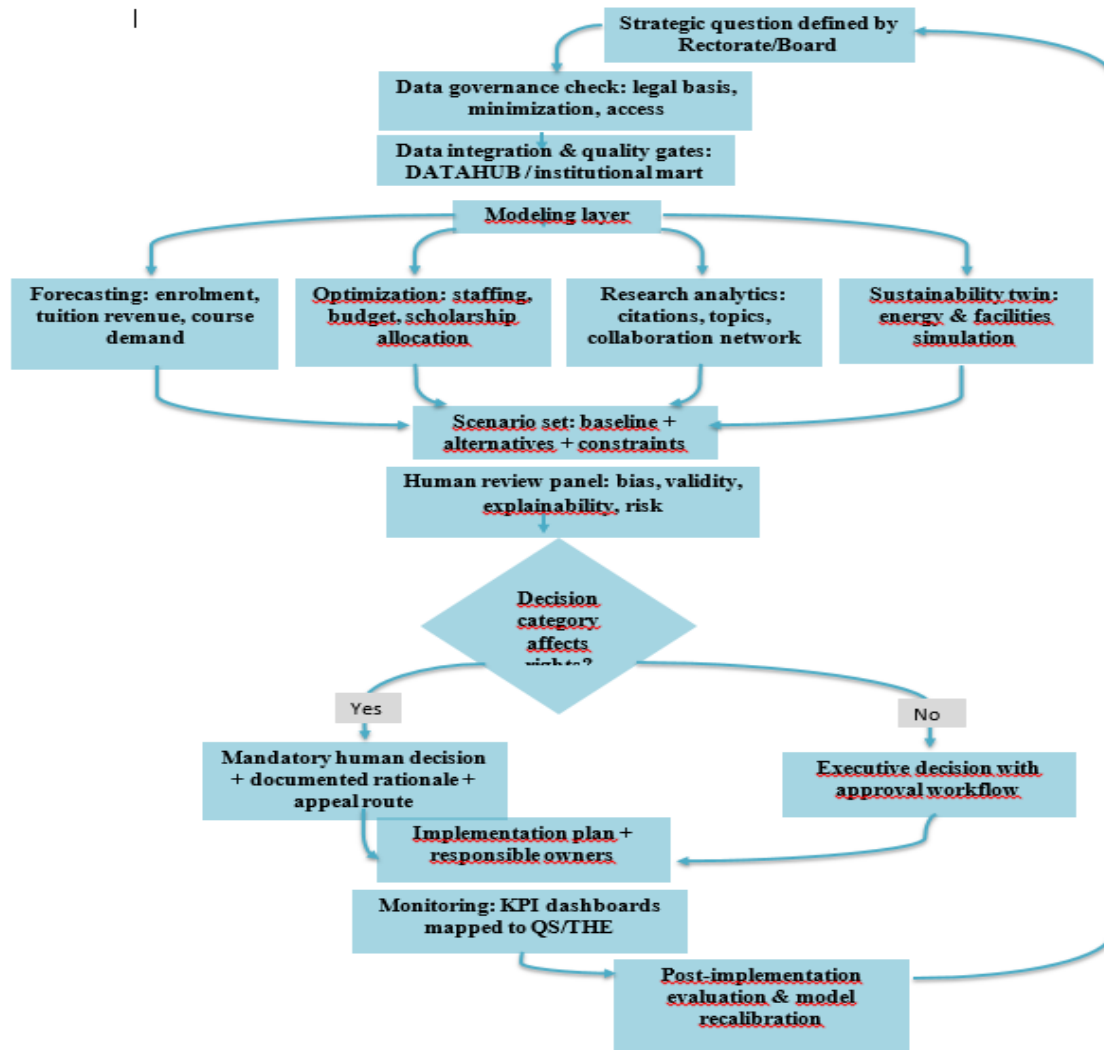 Strategic question defined by
Rectorate/Board
Data governance check: legal basis,
minimization, access
Data integration & quality gates:
DATAHUB / institutional mart
Modeling layer
Forecasting: enrolment,
tuition revenue, course
demand
Optimization: staffing,
budget, scholarship
allocation
Research analytics:
citations, topics,
collaboration network
Sustainability twin:
energy & facilities
simulation
Scenario set: baseline +
alternatives + constraints
Human review panel: bias, validity,
explainability, risk
Decision
category
affects
rights?
Yes
No
Mandatory human decision
+ documented rationale +
appeal route
Executive decision with
approval workflow
Implementation plan +
responsible owners
Monitoring: KPI dashboards
mapped to QS/THE
Post-implementation
evaluation & model
recalibration